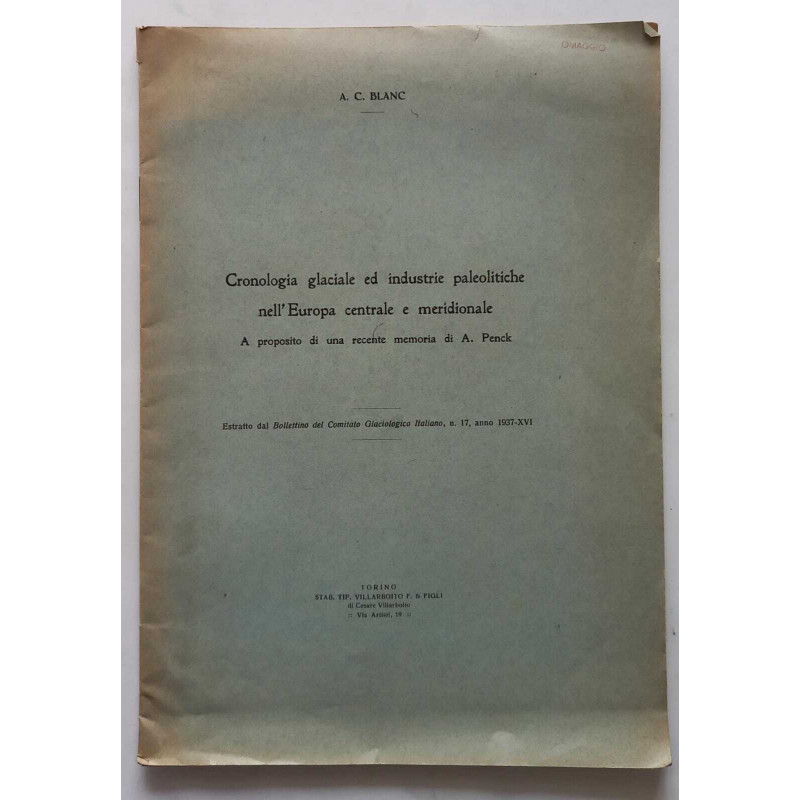 OMAGGIO
A. C. BLANC
Cronologia glaciale ed industrie paleolitiche
nell'Europa centrale e meridionale
A proposito di una recente memoria di A. Penck
Estratto dal Bollettino del Comitato Glaciologico Italiano, n. 17, anno 1937-XVI
TORINO
STAB. TIP. VILLARBOITO F. & FIGLI
di Cesare Villarboito
:: Via Artisti, 19 ::